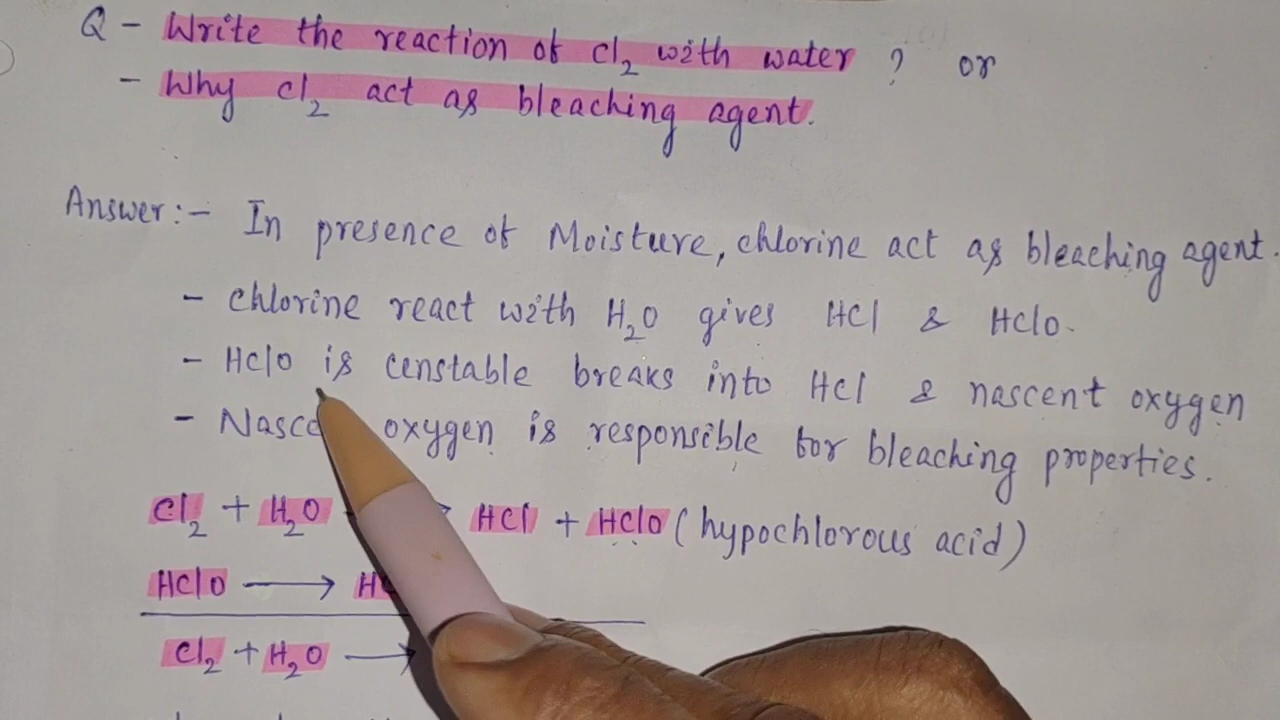 Q - Write the reaction of Cl₂ with water ? or
- Why Cl₂ act as bleaching agent.
Answer :- In presence of Moisture, chlorine act as bleaching agent.
- Chlorine react with H₂O gives HCl & HClO.
- HClO is unstable breaks into HCl & nascent oxygen
- oxygen is responsible for bleaching properties.
Cl₂ + H₂O → HCl + HClO (hypochlorous acid)
HClO →
Cl₂ + H₂O →